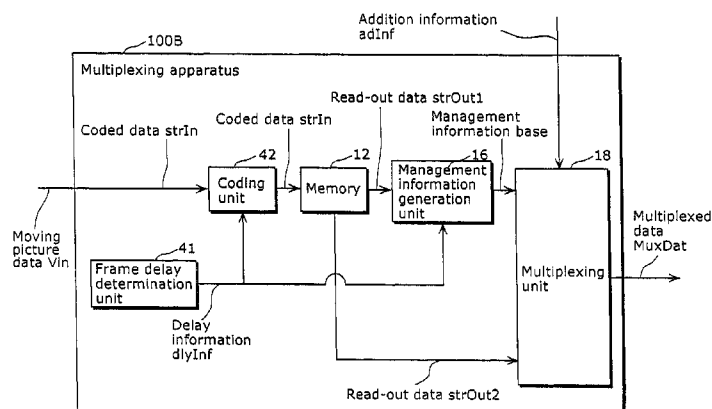 Addition information
adInf
100B
Multiplexing apparatus
Read-out data strOut1
Coded data strIn
Coded data strIn
Management
information base
42
12
16
18
Coding
unit
Memory
Management
information
generation
unit
Moving
picture
data Vin
41
Frame delay
determination
unit
Multiplexing
unit
Multiplexed
data
MuxDat
Delay
information
dlyInf
Read-out data strOut2